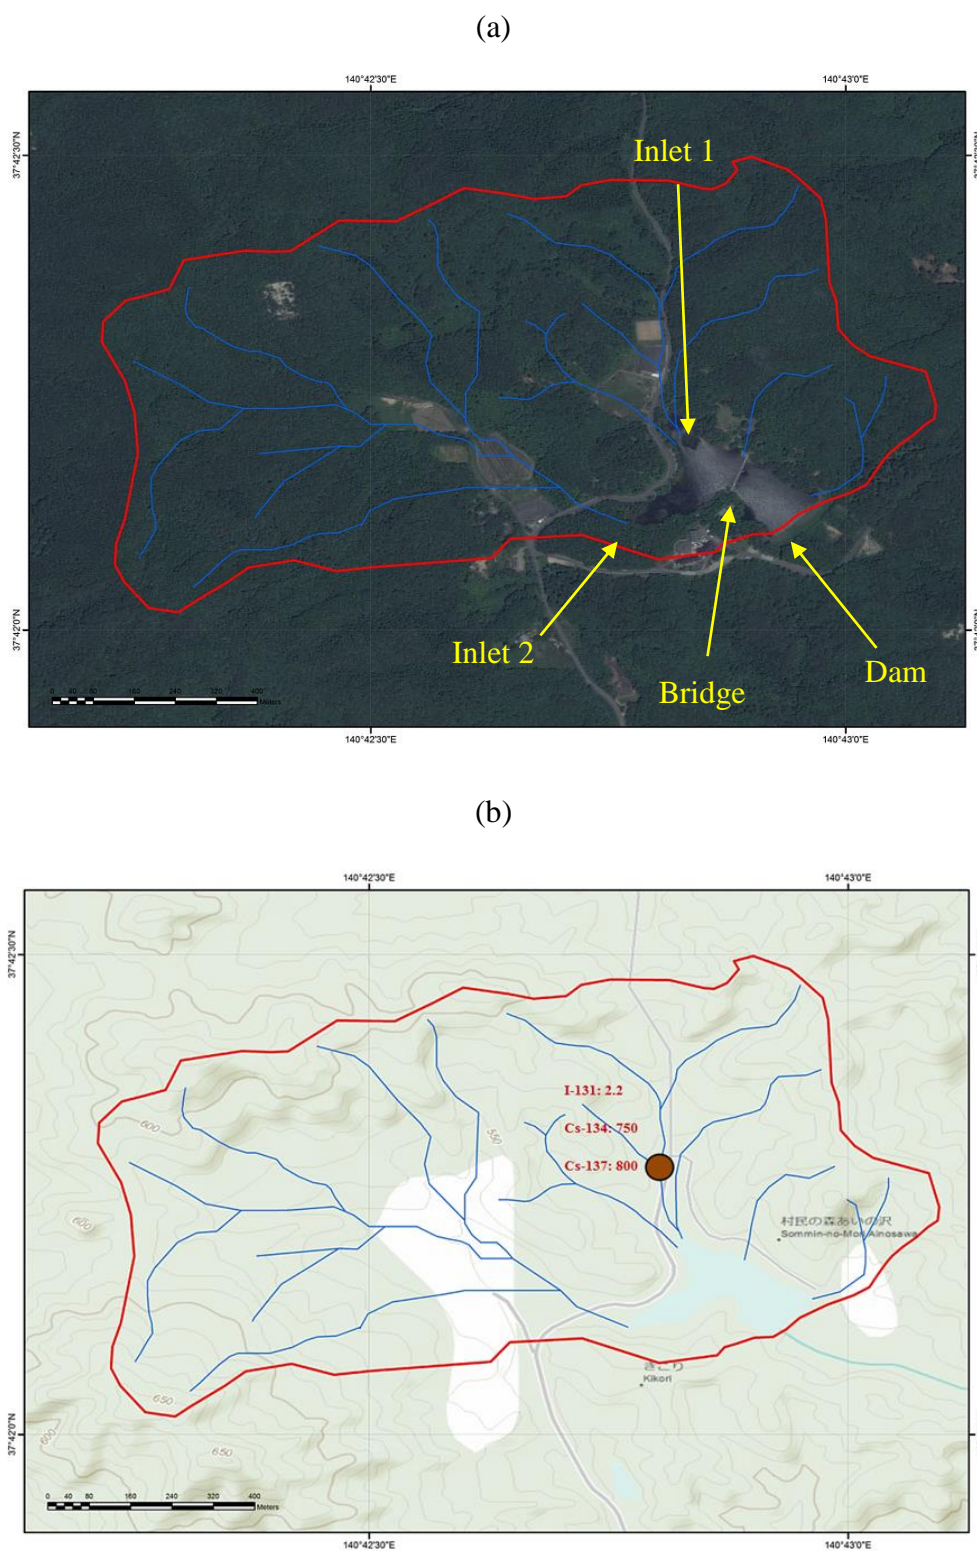 (a)
140°42'30"E
140°43'0"E
37°42'30"N
Inlet 1
Inlet 2
Bridge
Dam
37°42'0"N
0 40 80 160 240 320 400
Meters
140°42'30"E
140°43'0"E
(b)
140°42'30"E
140°43'0"E
37°42'30"N
I-131: 2.2
600
550
Cs-134: 750
Cs-137: 800
600
村民の森あいの沢
Sommin-no-Mori Ainosawa
きこり
Kikori
650
600
650
37°42'0"N
0 40 80 160 240 320 400
Meters
140°42'30"E
140°43'0"E